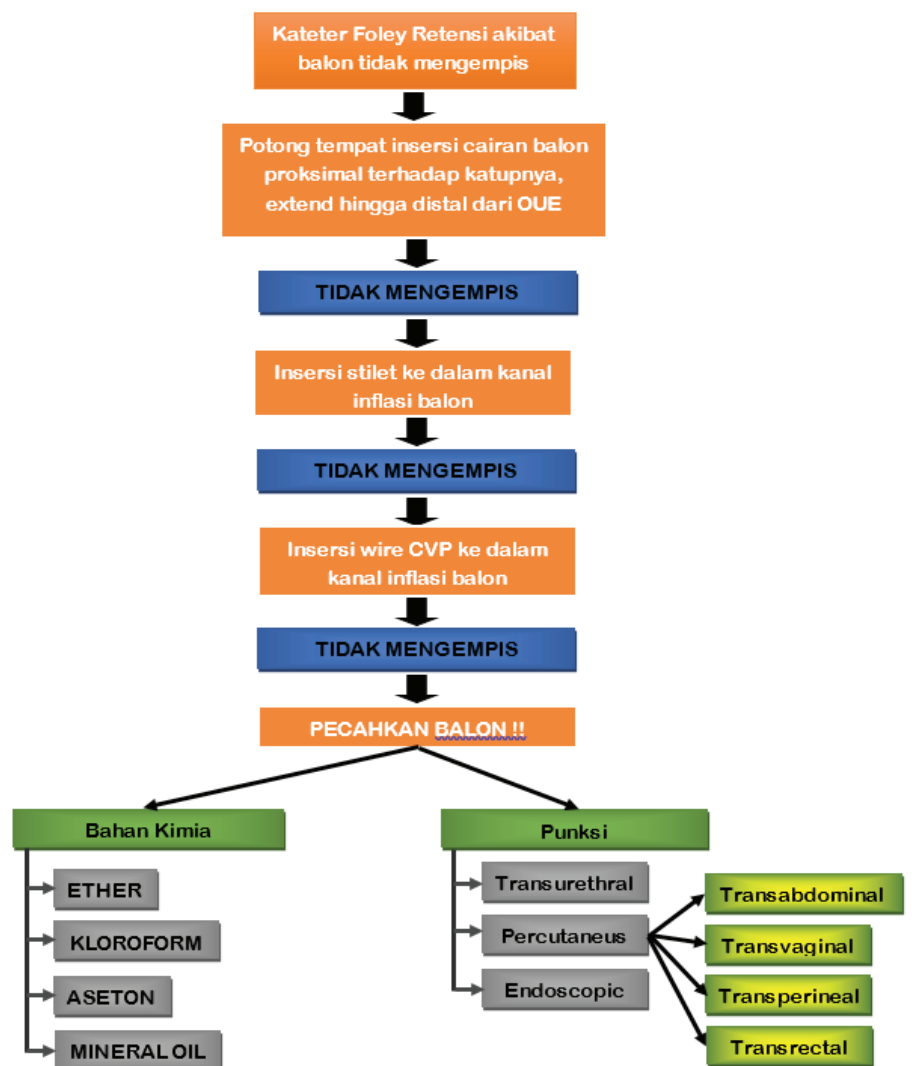 Kateter Foley Retensi akibat
balon tidak mengempis
Potong tempat insersi cairan balon
proksimal terhadap katupnya,
extend hingga distal dari OUE
TIDAK MENGEMPIS
Insersi stilet ke dalam kanal
inflasi balon
TIDAK MENGEMPIS
Insersi wire CVP ke dalam
kanal inflasi balon
TIDAK MENGEMPIS
PECAHKAN BALON !!
Bahan Kimia
ETHER
KLOROFORM
ASETON
MINERAL OIL
Punksi
Transurethral
Percutaneus
Endoscopic
Transabdominal
Transvaginal
Transperineal
Transrectal